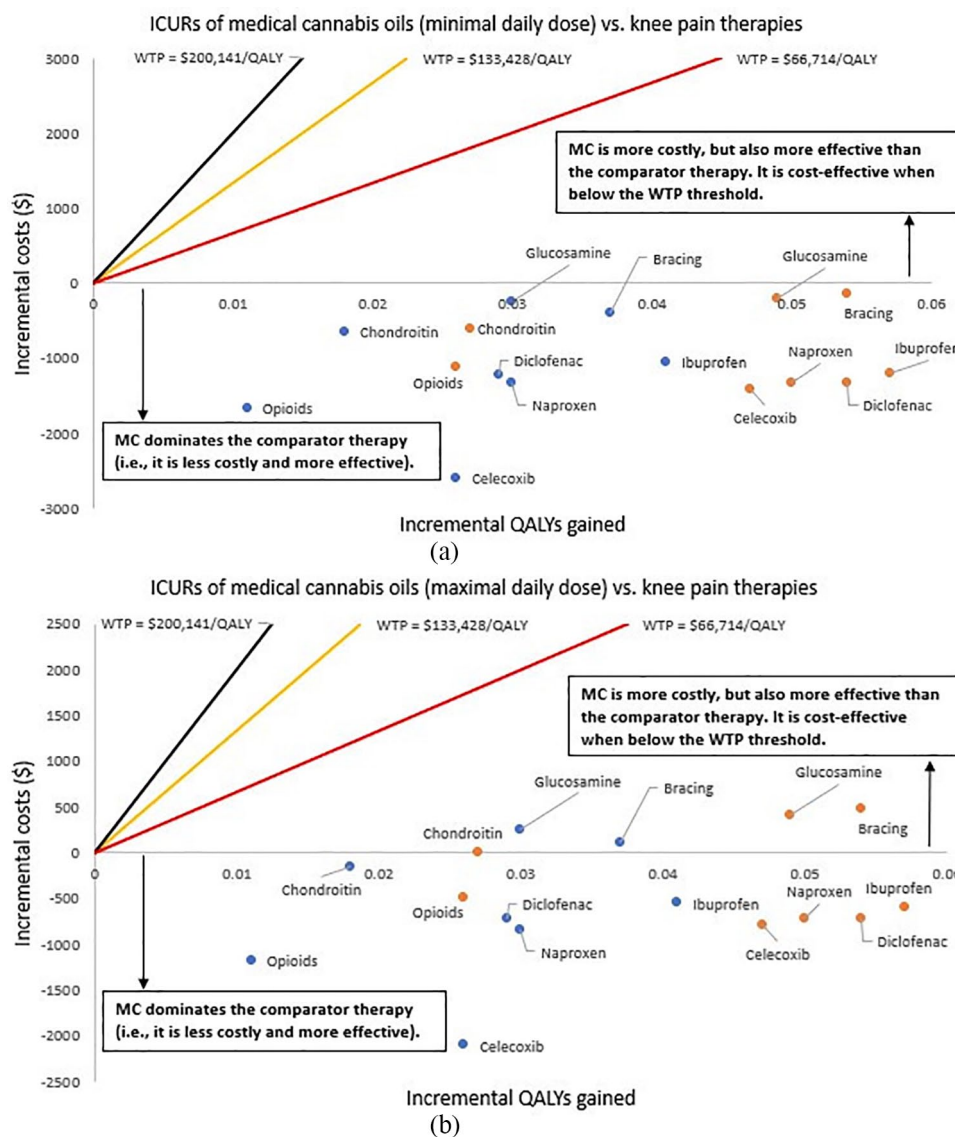 ICURs of medical cannabis oils (minimal daily dose) vs. knee pain therapies
WTP = $200,141/QALY
WTP = $133,428/QALY
WTP = $66,714/QALY
3000
2000
1000
0
-1000
-2000
-3000
Incremental costs ($)
MC is more costly, but also more effective than
the comparator therapy. It is cost-effective when
below the WTP threshold.
0
0.01
0.02
0.03
0.04
0.05
0.06
Glucosamine
Bracing
Glucosamine
Chondroitin
Chondroitin
Bracing
Opioids
Diclofenac
Ibuprofen
Naproxen
Ibuprofen
Opioids
Naproxen
Celecoxib
Diclofenac
MC dominates the comparator therapy
(i.e., it is less costly and more effective).
Celecoxib
Incremental QALYs gained
(a)
ICURs of medical cannabis oils (maximal daily dose) vs. knee pain therapies
WTP = $200,141/QALY
WTP = $133,428/QALY
WTP = $66,714/QALY
2500
2000
1500
1000
500
0
-500
-1000
-1500
-2000
-2500
Incremental costs ($)
MC is more costly, but also more effective than
the comparator therapy. It is cost-effective
when below the WTP threshold.
Glucosamine
Bracing
Glucosamine
Chondroitin
Bracing
0
0.01
0.02
0.03
0.04
0.05
Chondroitin
Opioids
Diclofenac
Ibuprofen
Naproxen
Ibuprofen
Opioids
Naproxen
Celecoxib
Diclofenac
MC dominates the comparator therapy
(i.e., it is less costly and more effective).
Celecoxib
Incremental QALYs gained
(b)